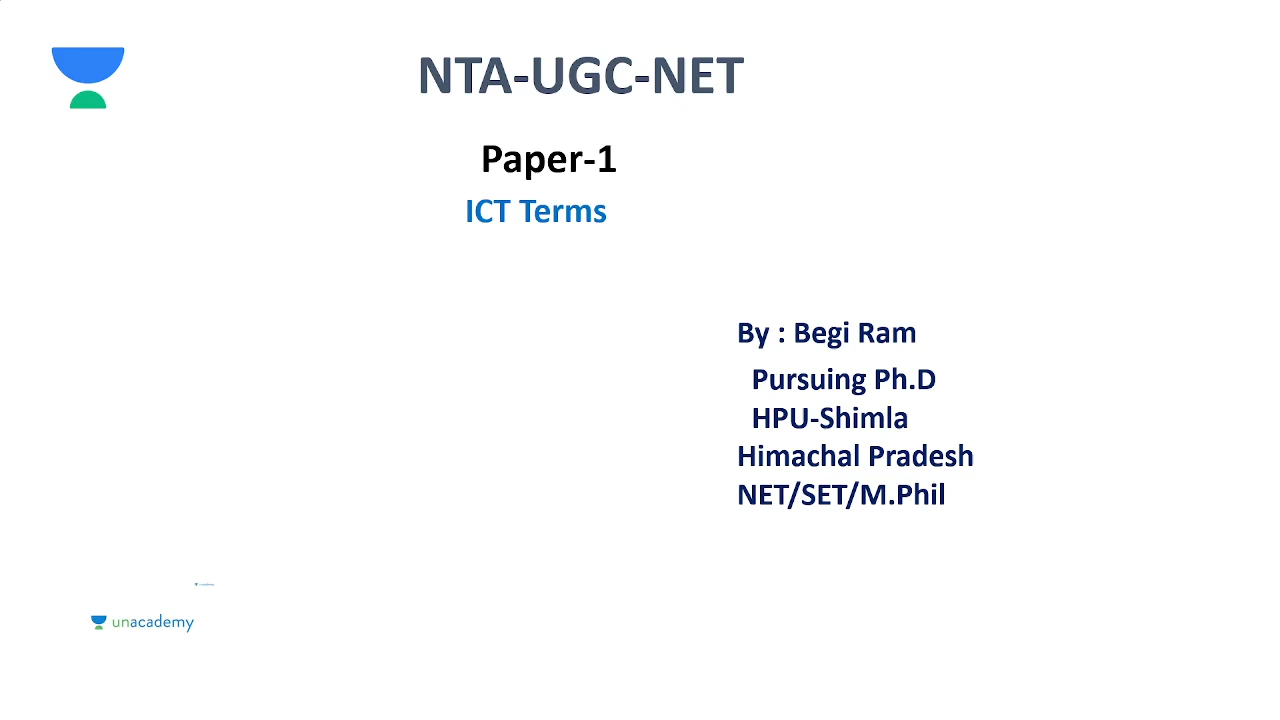 NTA-UGC-NET
Paper-1
ICT Terms
By : Begi Ram
Pursuing Ph.D
HPU-Shimla
Himachal Pradesh
NET/SET/M.Phil
unacademy